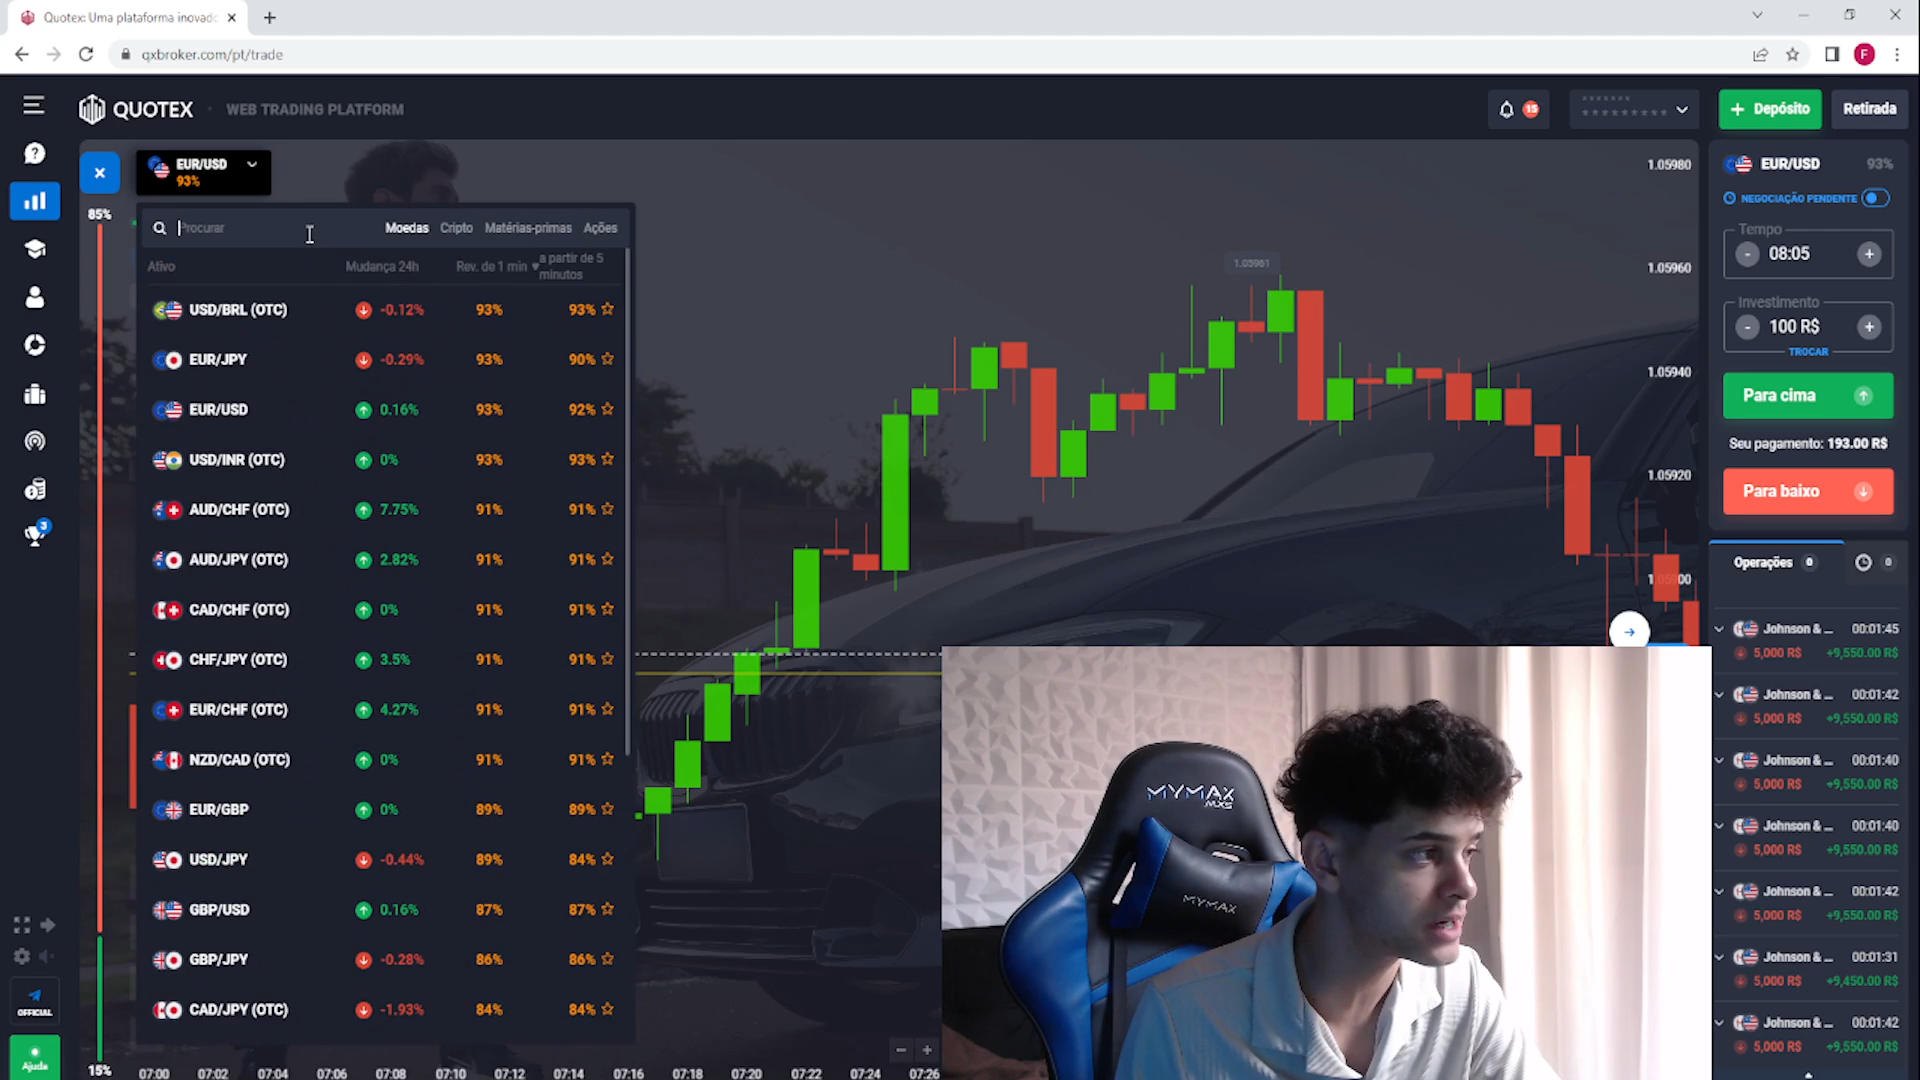 Quotex: Uma plataforma inovado
qxbroker.com/pt/trade
F
QUOTEX
WEB TRADING PLATFORM
15
Depósito
Retirada
EUR/USD
93%
85%
Procurar
Moedas
Cripto
Matérias-primas
Ações
Ativo
Mudança 24h
Rev. de 1 min
a partir de 5
minutos
USD/BRL (OTC) -0.12% 93% 93%
EUR/JPY -0.29% 93% 90%
EUR/USD 0.16% 93% 92%
USD/INR (OTC) 0% 93% 93%
AUD/CHF (OTC) 7.75% 91% 91%
AUD/JPY (OTC) 2.82% 91% 91%
CAD/CHF (OTC) 0% 91% 91%
CHF/JPY (OTC) 3.5% 91% 91%
EUR/CHF (OTC) 4.27% 91% 91%
NZD/CAD (OTC) 0% 91% 91%
EUR/GBP 0% 89% 89%
USD/JPY -0.44% 89% 84%
GBP/USD 0.16% 87% 87%
GBP/JPY -0.28% 86% 86%
CAD/JPY (OTC) -1.93% 84% 84%
3
OFFICIAL
Ajuda
15%
07:00 07:02 07:04 07:06 07:08 07:10 07:12 07:14 07:16 07:18 07:20 07:22 07:24 07:26
1.05961
1.05980
1.05960
1.05940
1.05920
MYMAX
MX5
MYMAX
EUR/USD 93%
NEGOCIAÇÃO PENDENTE
Tempo
- 08:05 +
Investimento
- 100 R$ +
TROCAR
Para cima
Seu pagamento: 193.00 R$
Para baixo
Operações 0
0
Johnson & ... 00:01:45
5,000 R$ +9,550.00 R$
Johnson & ... 00:01:42
5,000 R$ +9,550.00 R$
Johnson & ... 00:01:40
5,000 R$ +9,550.00 R$
Johnson & ... 00:01:40
5,000 R$ +9,550.00 R$
Johnson & ... 00:01:42
5,000 R$ +9,550.00 R$
Johnson & ... 00:01:31
5,000 R$ +9,450.00 R$
Johnson & ... 00:01:42
5,000 R$ +9,550.00 R$